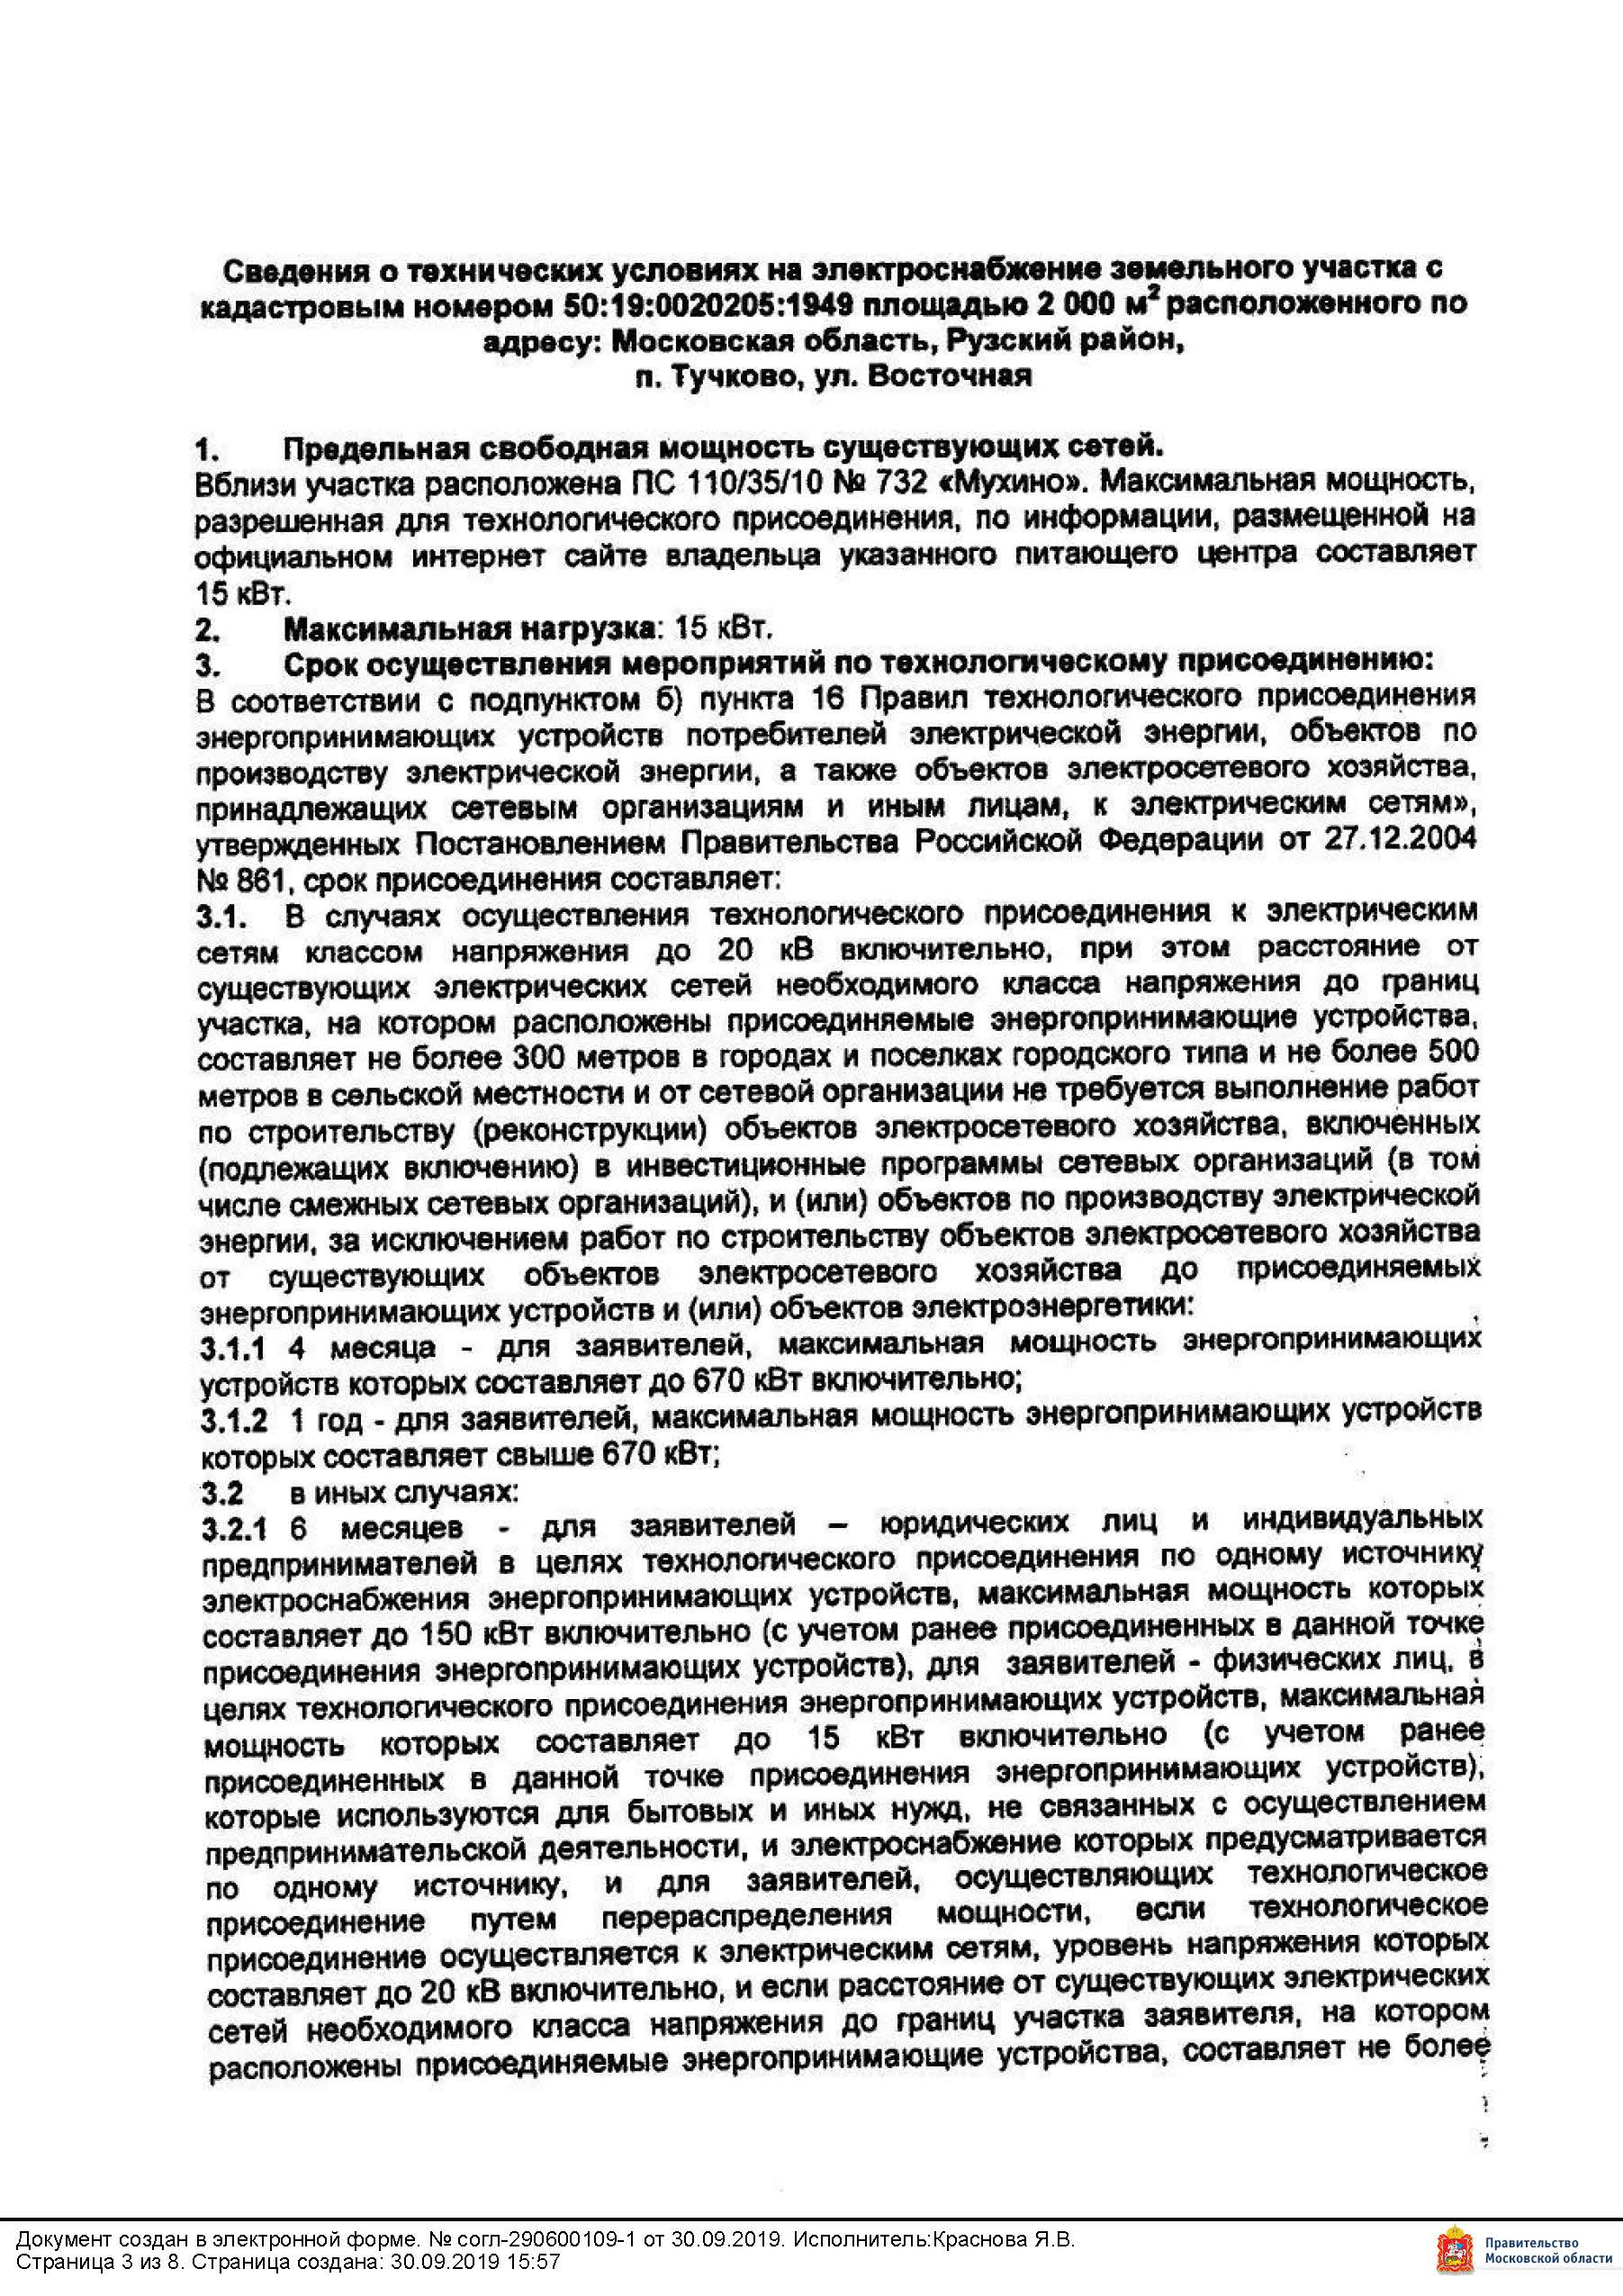 Сведения о технических условиях на электроснабжение земельного участка с
кадастровым номером 50:19:0020205:1949 площадью 2 000 м² расположенного по
адресу: Московская область, Рузский район,
п. Тучково, ул. Восточная
1. Предельная свободная мощность существующих сетей.
Вблизи участка расположена ПС 110/35/10 № 732 «Мухино». Максимальная мощность,
разрешенная для технологического присоединения, по информации, размещенной на
официальном интернет сайте владельца указанного питающего центра составляет
15 кВт.
2. Максимальная нагрузка: 15 кВт.
3. Срок осуществления мероприятий по технологическому присоединению:
В соответствии с подпунктом б) пункта 16 Правил технологического присоединения
энергопринимающих устройств потребителей электрической энергии, объектов по
производству электрической энергии, а также объектов электросетевого хозяйства,
принадлежащих сетевым организациям и иным лицам, к электрическим сетям»,
утвержденных Постановлением Правительства Российской Федерации от 27.12.2004
№ 861, срок присоединения составляет:
3.1. В случаях осуществления технологического присоединения к электрическим
сетям классом напряжения до 20 кВ включительно, при этом расстояние от
существующих электрических сетей необходимого класса напряжения до границ
участка, на котором расположены присоединяемые энергопринимающие устройства,
составляет не более 300 метров в городах и поселках городского типа и не более 500
метров в сельской местности и от сетевой организации не требуется выполнение работ
по строительству (реконструкции) объектов электросетевого хозяйства, включенных
(подлежащих включению) в инвестиционные программы сетевых организаций (в том
числе смежных сетевых организаций), и (или) объектов по производству электрической
энергии, за исключением работ по строительству объектов электросетевого хозяйства
от существующих объектов электросетевого хозяйства до присоединяемых
энергопринимающих устройств и (или) объектов электроэнергетики:
3.1.1 4 месяца - для заявителей, максимальная мощность энергопринимающих
устройств которых составляет до 670 кВт включительно;
3.1.2 1 год - для заявителей, максимальная мощность энергопринимающих устройств
которых составляет свыше 670 кВт;
3.2 в иных случаях:
3.2.1 6 месяцев - для заявителей – юридических лиц и индивидуальных
предпринимателей в целях технологического присоединения по одному источнику
электроснабжения энергопринимающих устройств, максимальная мощность которых
составляет до 150 кВт включительно (с учетом ранее присоединенных в данной точке
присоединения энергопринимающих устройств), для заявителей - физических лиц, в
целях технологического присоединения энергопринимающих устройств, максимальная
мощность которых составляет до 15 кВт включительно (с учетом ранее
присоединенных в данной точке присоединения энергопринимающих устройств),
которые используются для бытовых и иных нужд, не связанных с осуществлением
предпринимательской деятельности, и электроснабжение которых предусматривается
по одному источнику, и для заявителей, осуществляющих технологическое
присоединение путем перераспределения мощности, если технологическое
присоединение осуществляется к электрическим сетям, уровень напряжения которых
составляет до 20 кВ включительно, и если расстояние от существующих электрических
сетей необходимого класса напряжения до границ участка заявителя, на котором
расположены присоединяемые энергопринимающие устройства, составляет не более
Документ создан в электронной форме. № согл-290600109-1 от 30.09.2019. Исполнитель:Краснова Я.В.
Страница 3 из 8. Страница создана: 30.09.2019 15:57
Правительство
Московской области